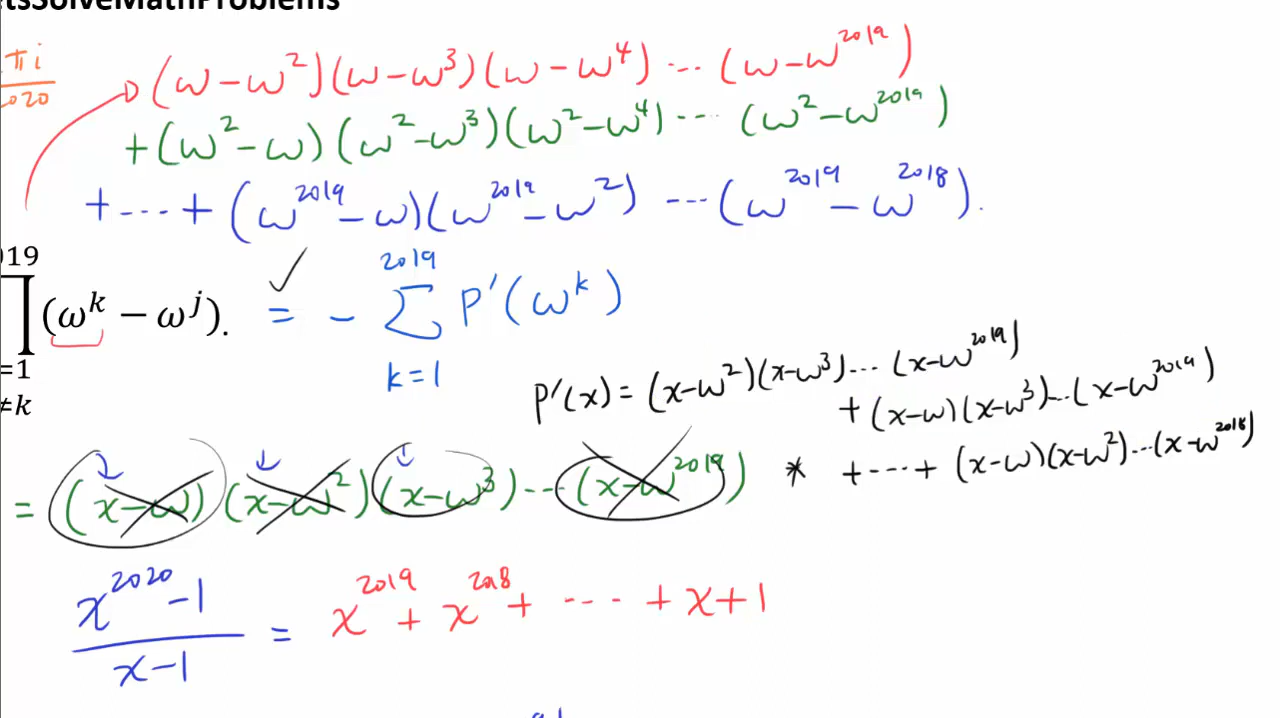 etsSolveMathProblems
πi
2020
(ω-ω²)(ω-ω³)(ω-ω⁴) ... (ω-ω²⁰¹⁹)
+(ω²-ω)(ω²-ω³)(ω²-ω⁴) ... (ω²-ω²⁰¹⁹)
+ ... + (ω²⁰¹⁹-ω)(ω²⁰¹⁹-ω²) ... (ω²⁰¹⁹-ω²⁰¹⁸).
019
∏(ωᵏ − ωʲ). = - ∑ P'(ωᵏ)
2019
k=1
=1
≠k
P'(x) = (x-ω²)(x-ω³)...(x-ω²⁰¹⁹)
+ (x-ω)(x-ω³)...(x-ω²⁰¹⁹)
* + ... + (x-ω)(x-ω²)...(x-ω²⁰¹⁸)
= (x-ω)(x-ω²)(x-ω³)...(x-ω²⁰¹⁹)
x²⁰²⁰-1
x-1
= x²⁰¹⁹ + x²⁰¹⁸ + ... + x+1